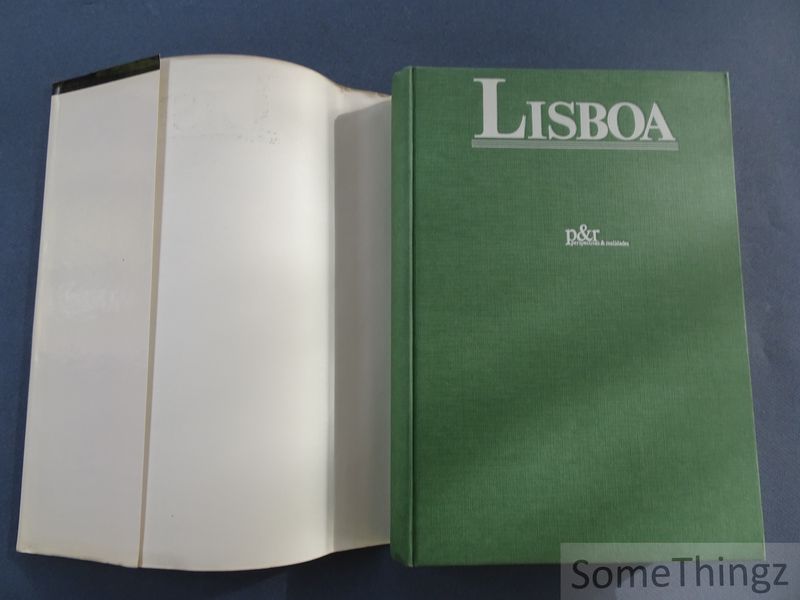 LISBOA
p&r
perspectivas & realidades
SomeThingz